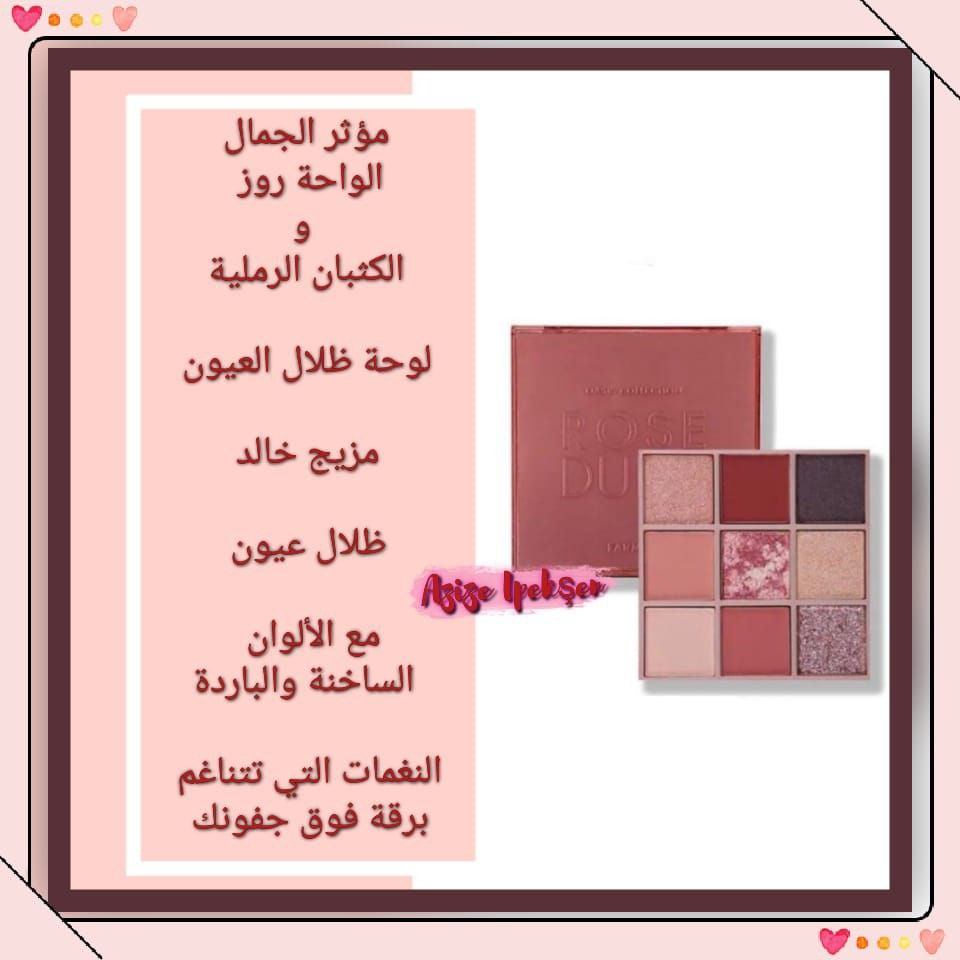 مؤثر الجمال
الواحة روز
و
الكثبان الرملية
لوحة ظلال العيون
مزيج خالد
ظلال عيون
مع الألوان
الساخنة والباردة
النغمات التي تتناغم
برقة فوق جفونك
ROSE
DU
Azize Ipekşen